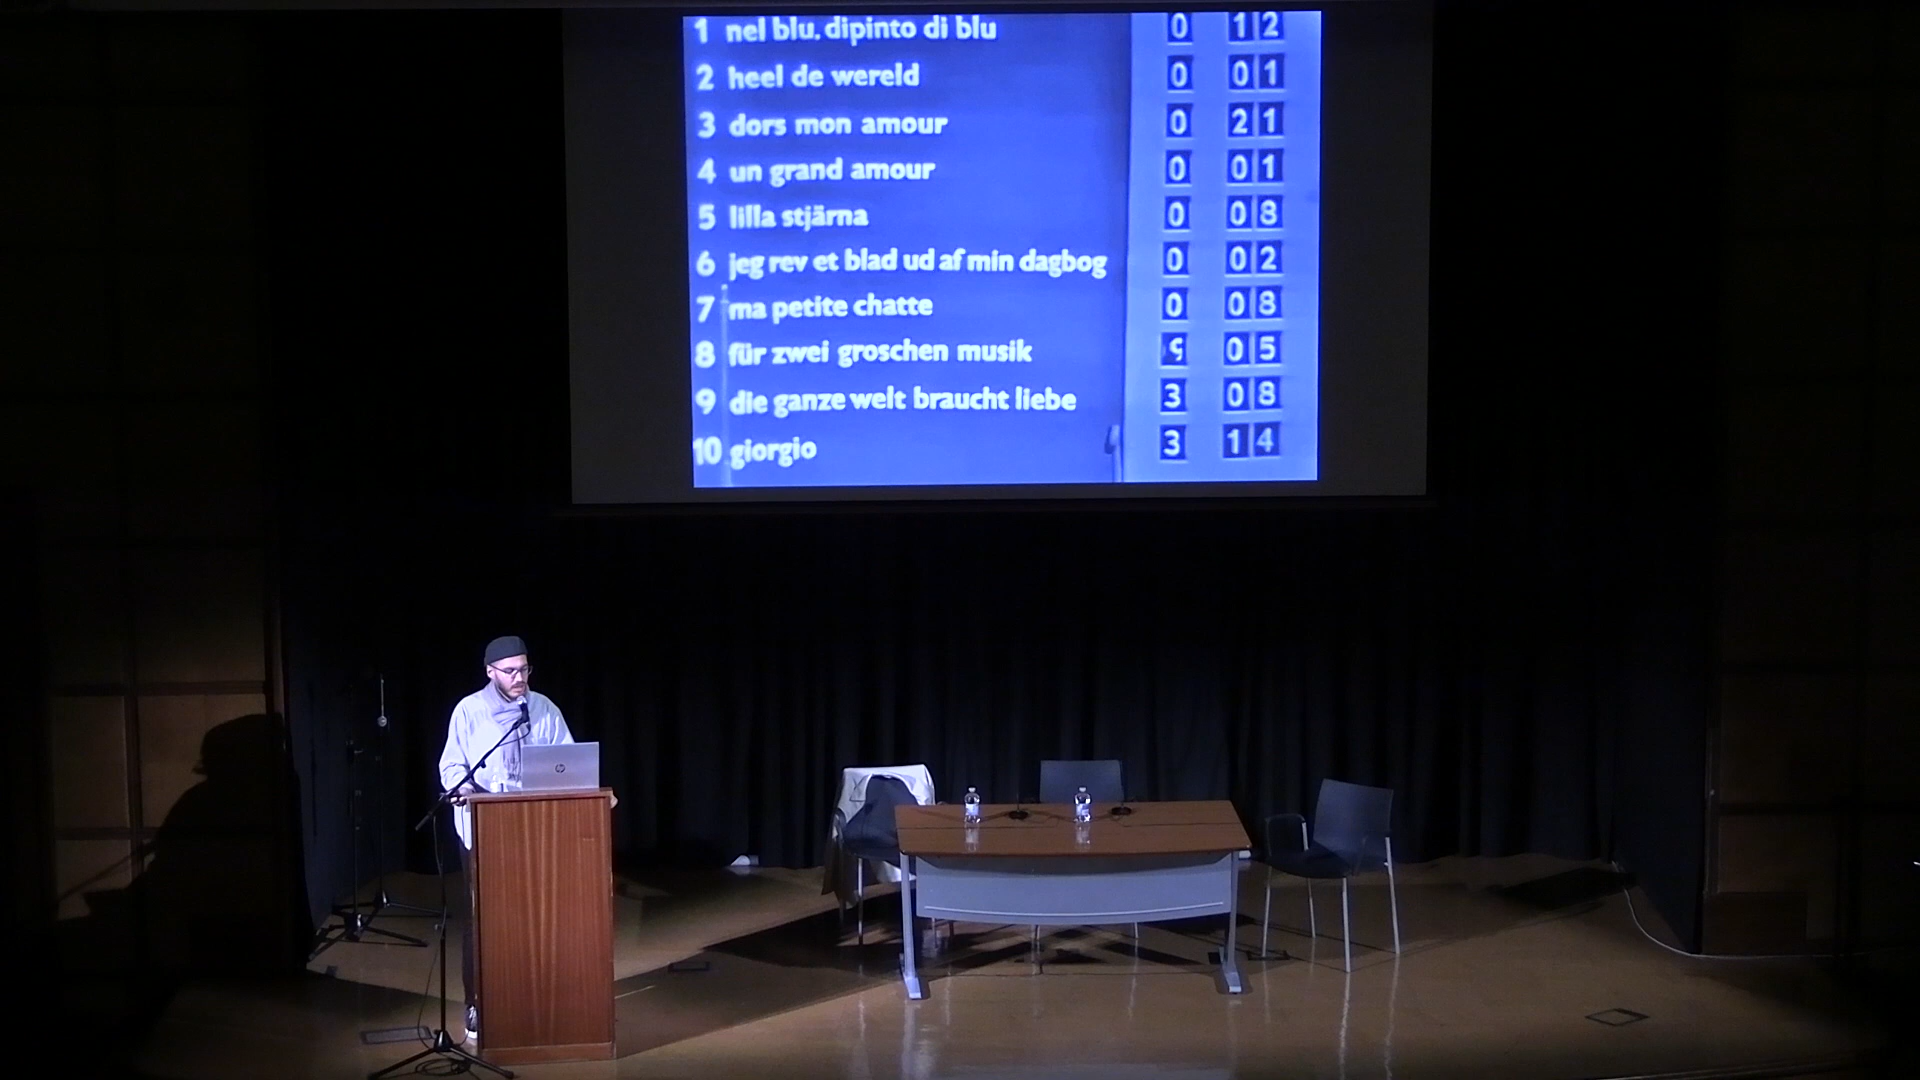 1 nel blu, dipinto di blu 0 12
2 heel de wereld 0 01
3 dors mon amour 0 21
4 un grand amour 0 01
5 lilla stjärna 0 08
6 jeg rev et blad ud af min dagbog 0 02
7 ma petite chatte 0 08
8 für zwei groschen musik 05
9 die ganze welt braucht liebe 3 08
10 giorgio 3 14
hp